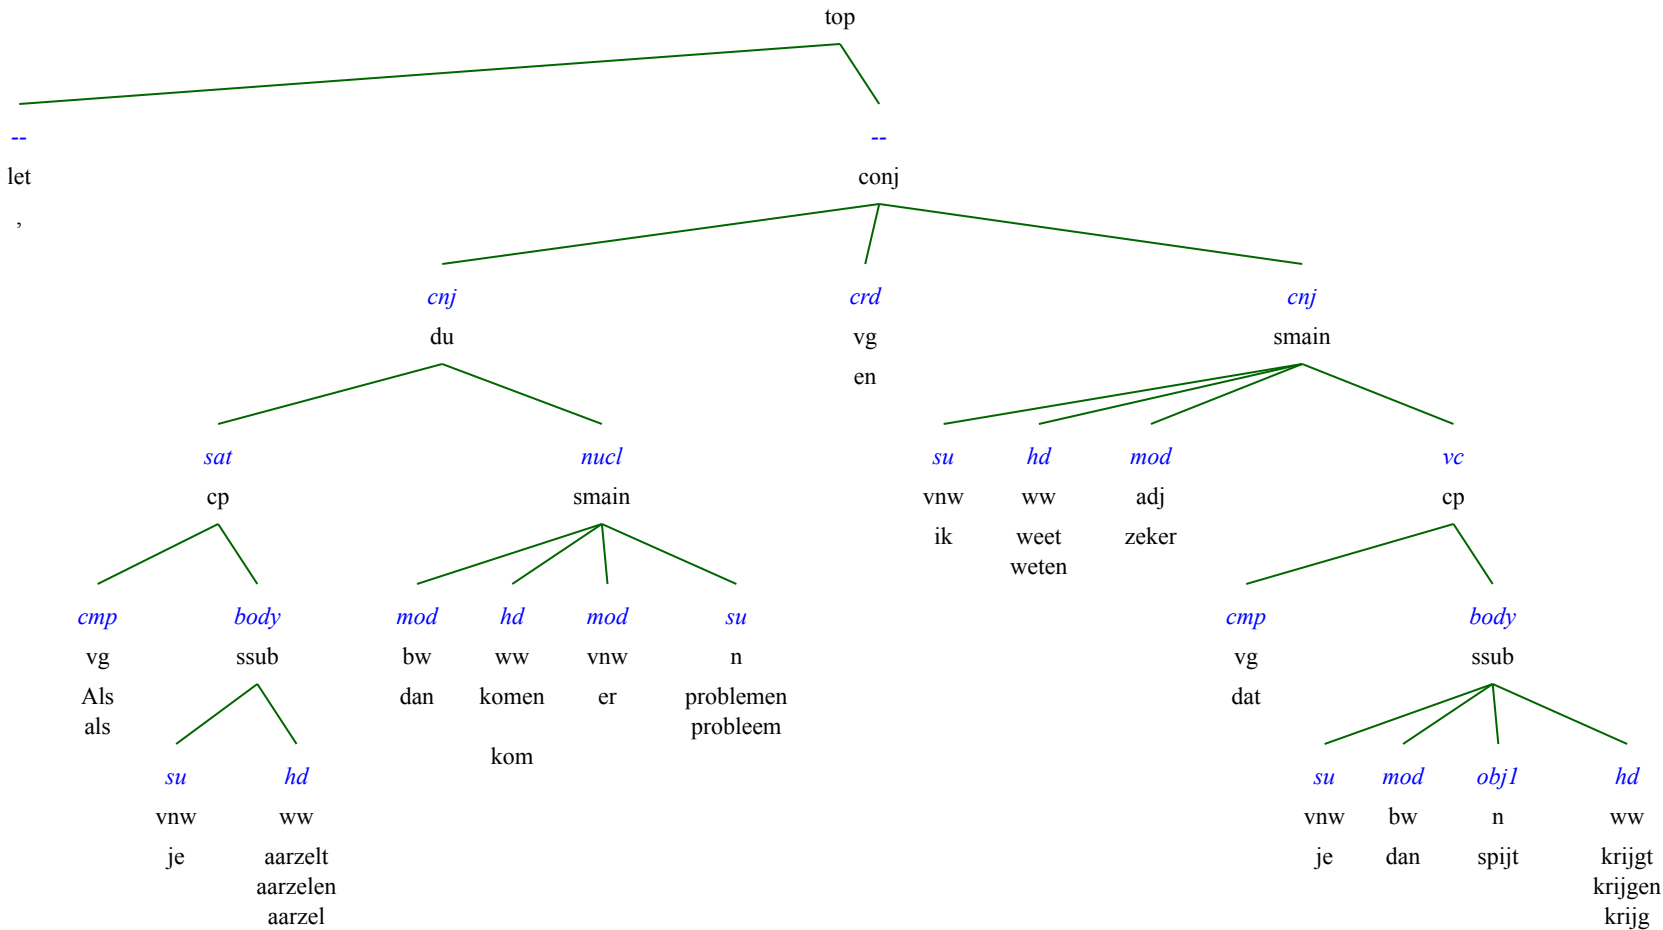 top
-- --
let conj
,
cnj crd cnj
du vg smain
en
sat nucl su hd mod vc
cp smain vnw ww adj cp
ik weet zeker
weten
cmp body mod hd mod su cmp body
vg ssub bw ww vnw n vg ssub
Als dan komen er problemen dat
als probleem
kom
su hd su mod obj1 hd
vnw ww vnw bw n ww
je aarzelt je dan spijt krijgt
aarzelen krijgen
aarzel krijg